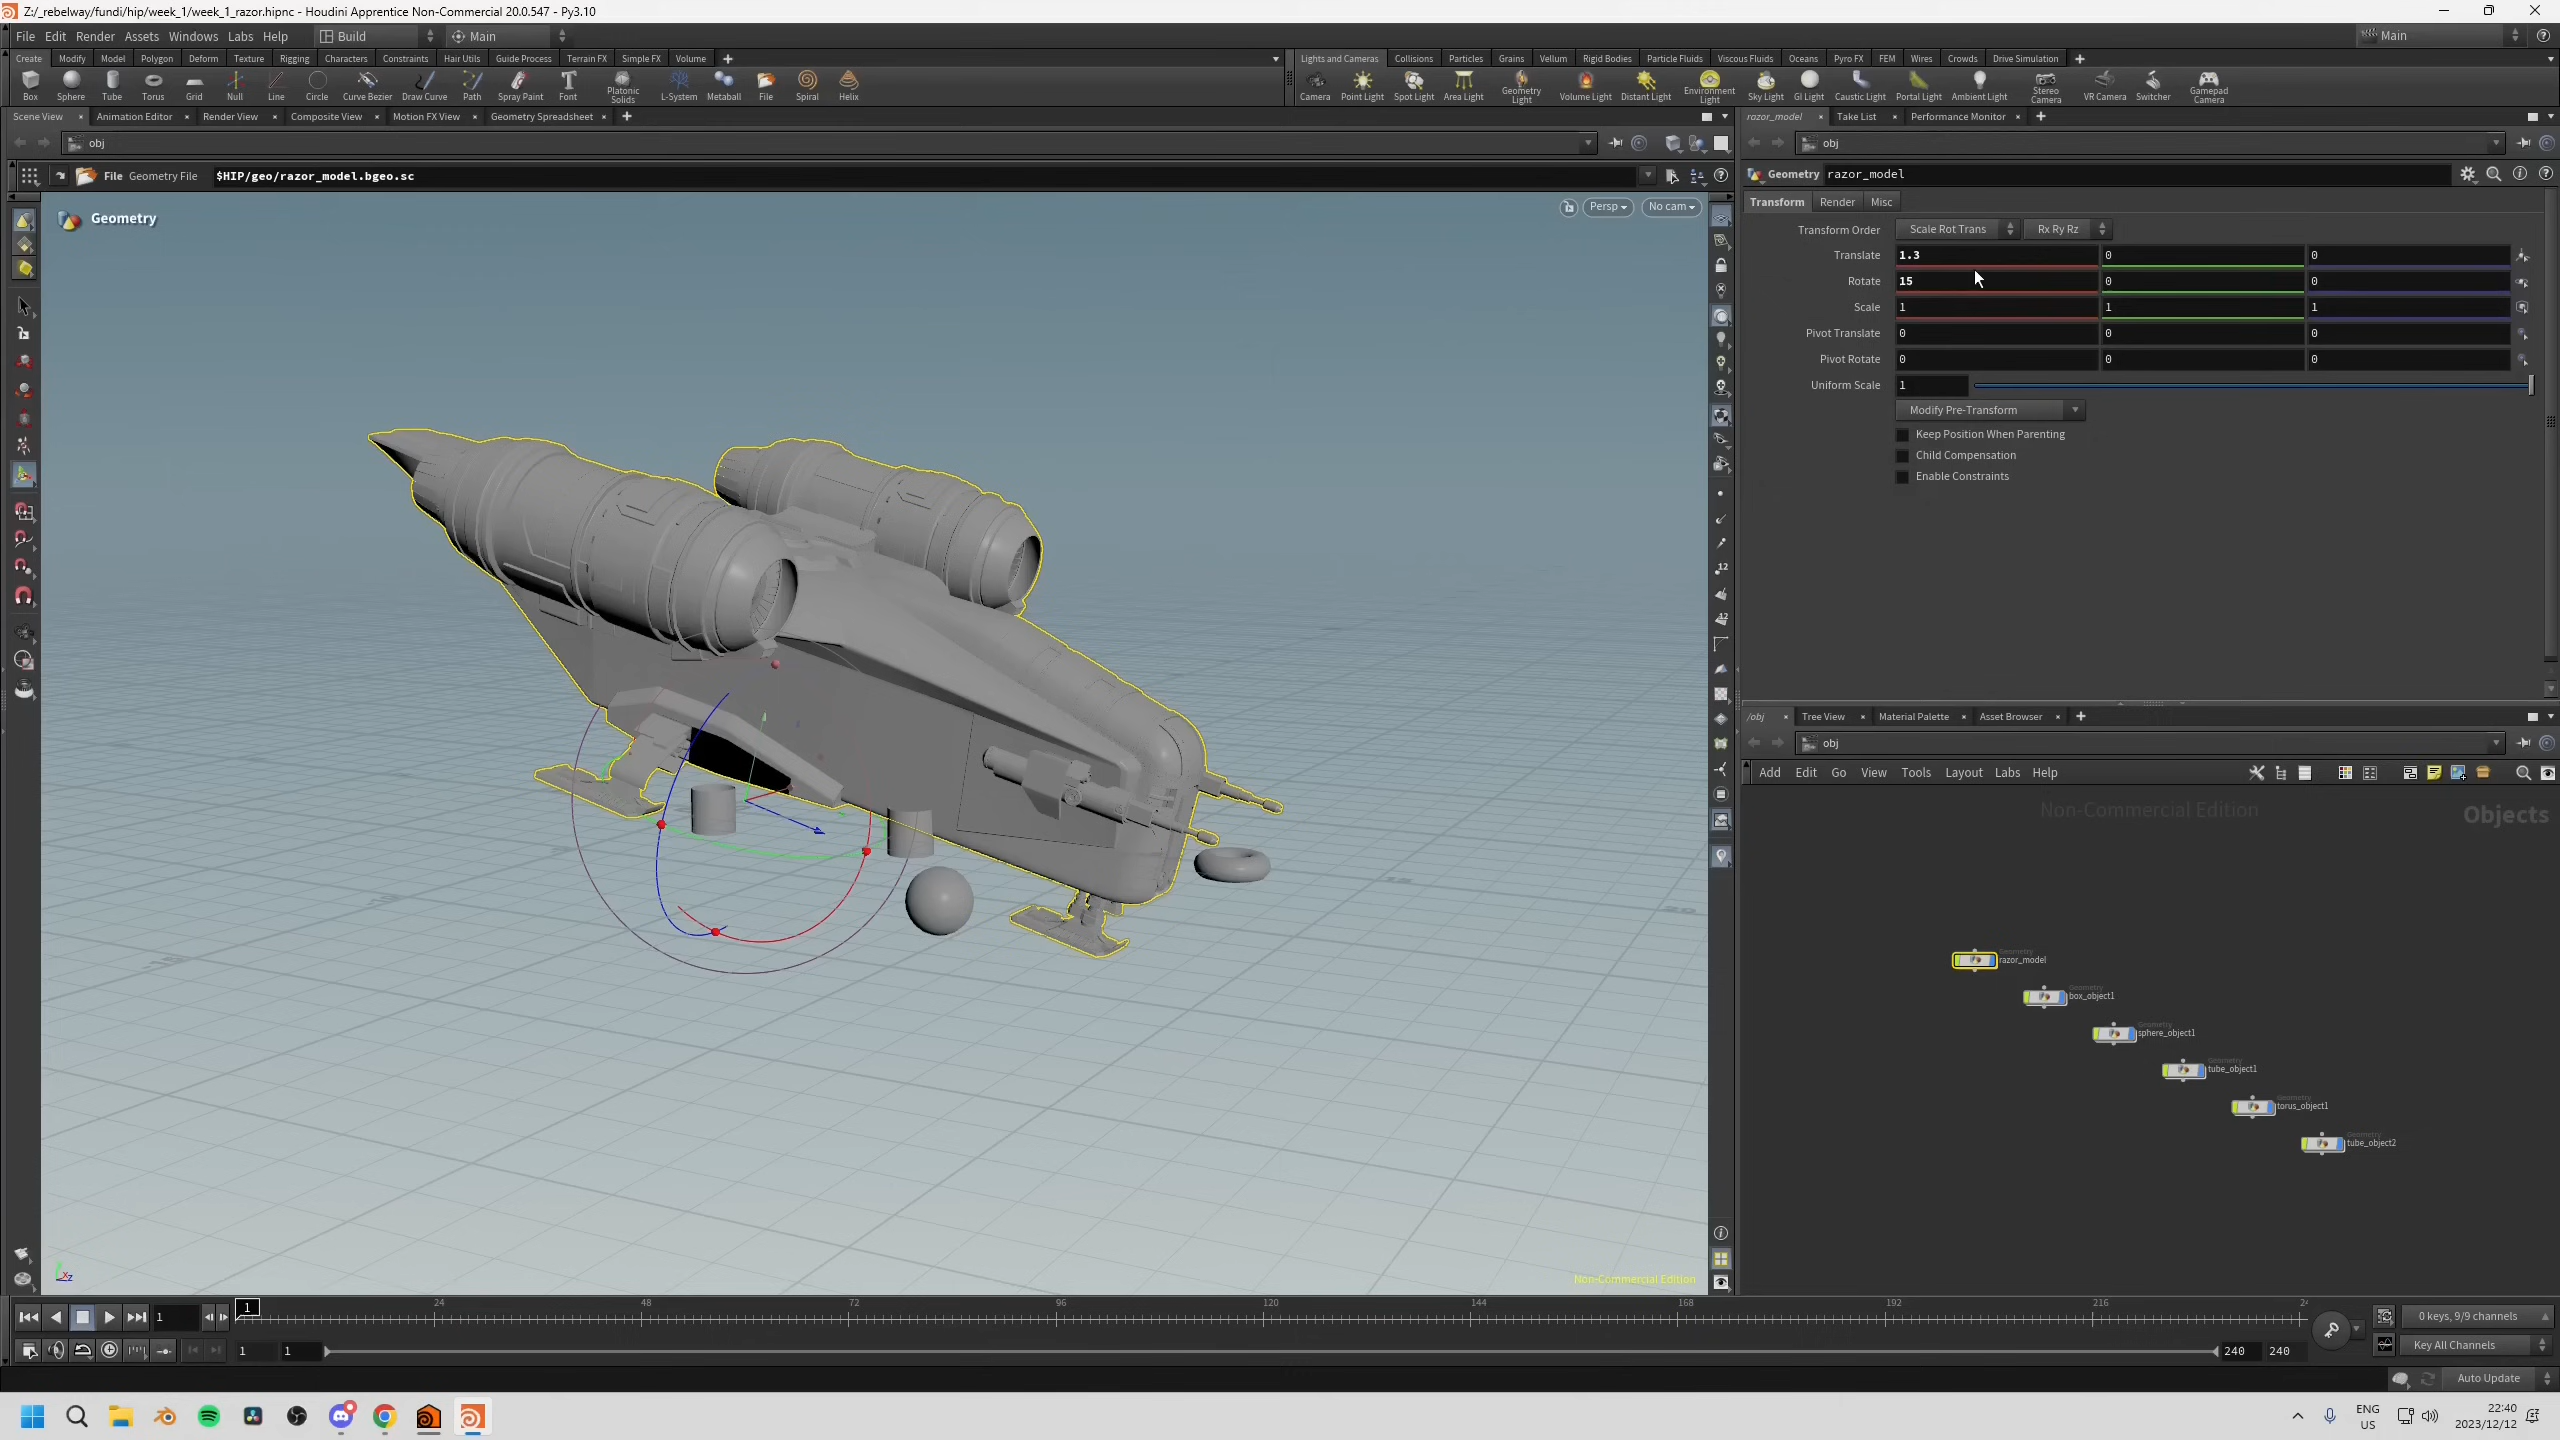 Z:/_rebelway/fundi/hip/week_1/week_1_razor.hipnc - Houdini Apprentice Non-Commercial 20.0.547 - Py3.10
File Edit Render Assets Windows Labs Help Build Main Main
Create Modify Model Polygon Deform Texture Rigging Characters Constraints Hair Utils Guide Process Terrain FX Simple FX Volume
Lights and Cameras Collisions Particles Grains Vellum Rigid Bodies Particle Fluids Viscous Fluids Oceans Pyro FX FEM Wires Crowds Drive Simulation
Box Sphere Tube Torus Grid Null Line Circle Curve Bezier Draw Curve Path Spray Paint Font Platonic Solids L-System Metaball File Spiral Helix
Camera Point Light Spot Light Area Light Geometry Light Volume Light Distant Light Environment Light Sky Light GI Light Caustic Light Portal Light Ambient Light Stereo Camera VR Camera Switcher Gamepad Camera
Scene View Animation Editor Render View Composite View Motion FX View Geometry Spreadsheet
razor_model Take List Performance Monitor
obj
obj
File Geometry File $HIP/geo/razor_model.bgeo.sc
Geometry razor_model
Geometry
Persp No cam
Transform Render Misc
Transform Order Scale Rot Trans Rx Ry Rz
Translate 1.3 0 0
Rotate 15 0 0
Scale 1 1 1
Pivot Translate 0 0 0
Pivot Rotate 0 0 0
Uniform Scale 1
Modify Pre-Transform
Keep Position When Parenting
Child Compensation
Enable Constraints
/obj Tree View Material Palette Asset Browser
obj
Add Edit Go View Tools Layout Labs Help
Non-Commercial Edition
Objects
Geometry
razor_model
Geometry
box_object1
Geometry
sphere_object1
Geometry
tube_object1
Geometry
torus_object1
Geometry
tube_object2
Non-Commercial Edition
1 1 24 48 72 96 120 144 168 192 216
0 keys, 9/9 channels
1 1 240 240
Key All Channels
Auto Update
ENG
US
22:40
2023/12/12